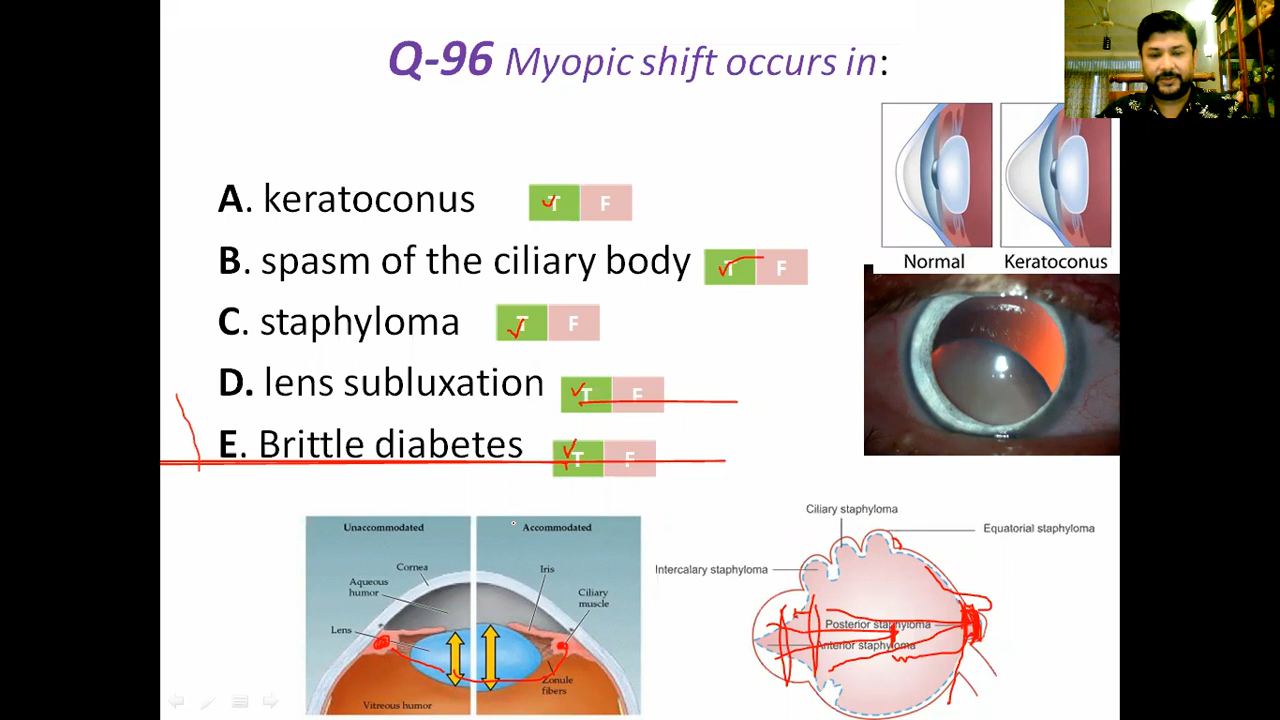 Q-96 Myopic shift occurs in:
A. keratoconus T F
B. spasm of the ciliary body T F
C. staphyloma T F
D. lens subluxation T F
E. Brittle diabetes T F
Normal Keratoconus
Unaccommodated Accommodated
Cornea
Aqueous
humor
Lens
Iris
Ciliary
muscle
Zonule
fibers
Vitreous humor
Ciliary staphyloma
Equatorial staphyloma
Intercalary staphyloma
Posterior staphyloma
Anterior staphyloma